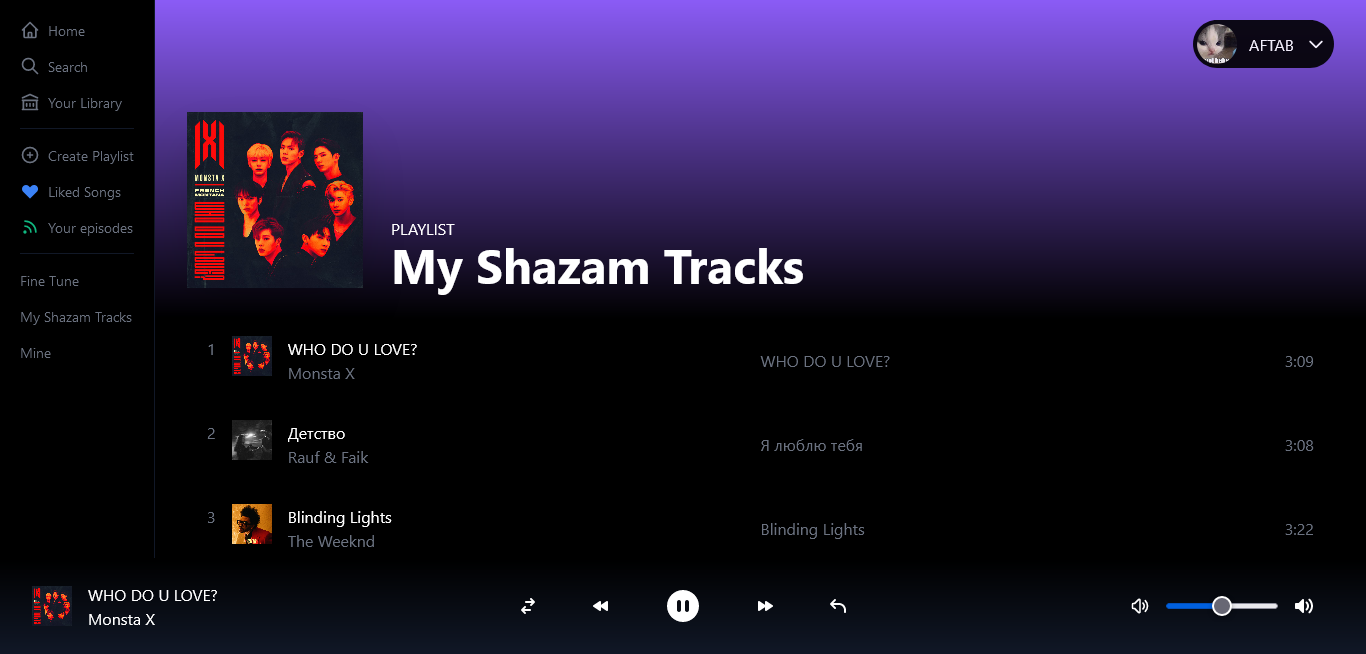 Home
Search
Your Library
Create Playlist
Liked Songs
Your episodes
Fine Tune
My Shazam Tracks
Mine
AFTAB
MONSTA X
FRENCH
MONTANA
PLAYLIST
My Shazam Tracks
1
WHO DO U LOVE?
Monsta X
WHO DO U LOVE?
3:09
2
Детство
Rauf & Faik
Я люблю тебя
3:08
3
Blinding Lights
The Weeknd
Blinding Lights
3:22
WHO DO U LOVE?
Monsta X